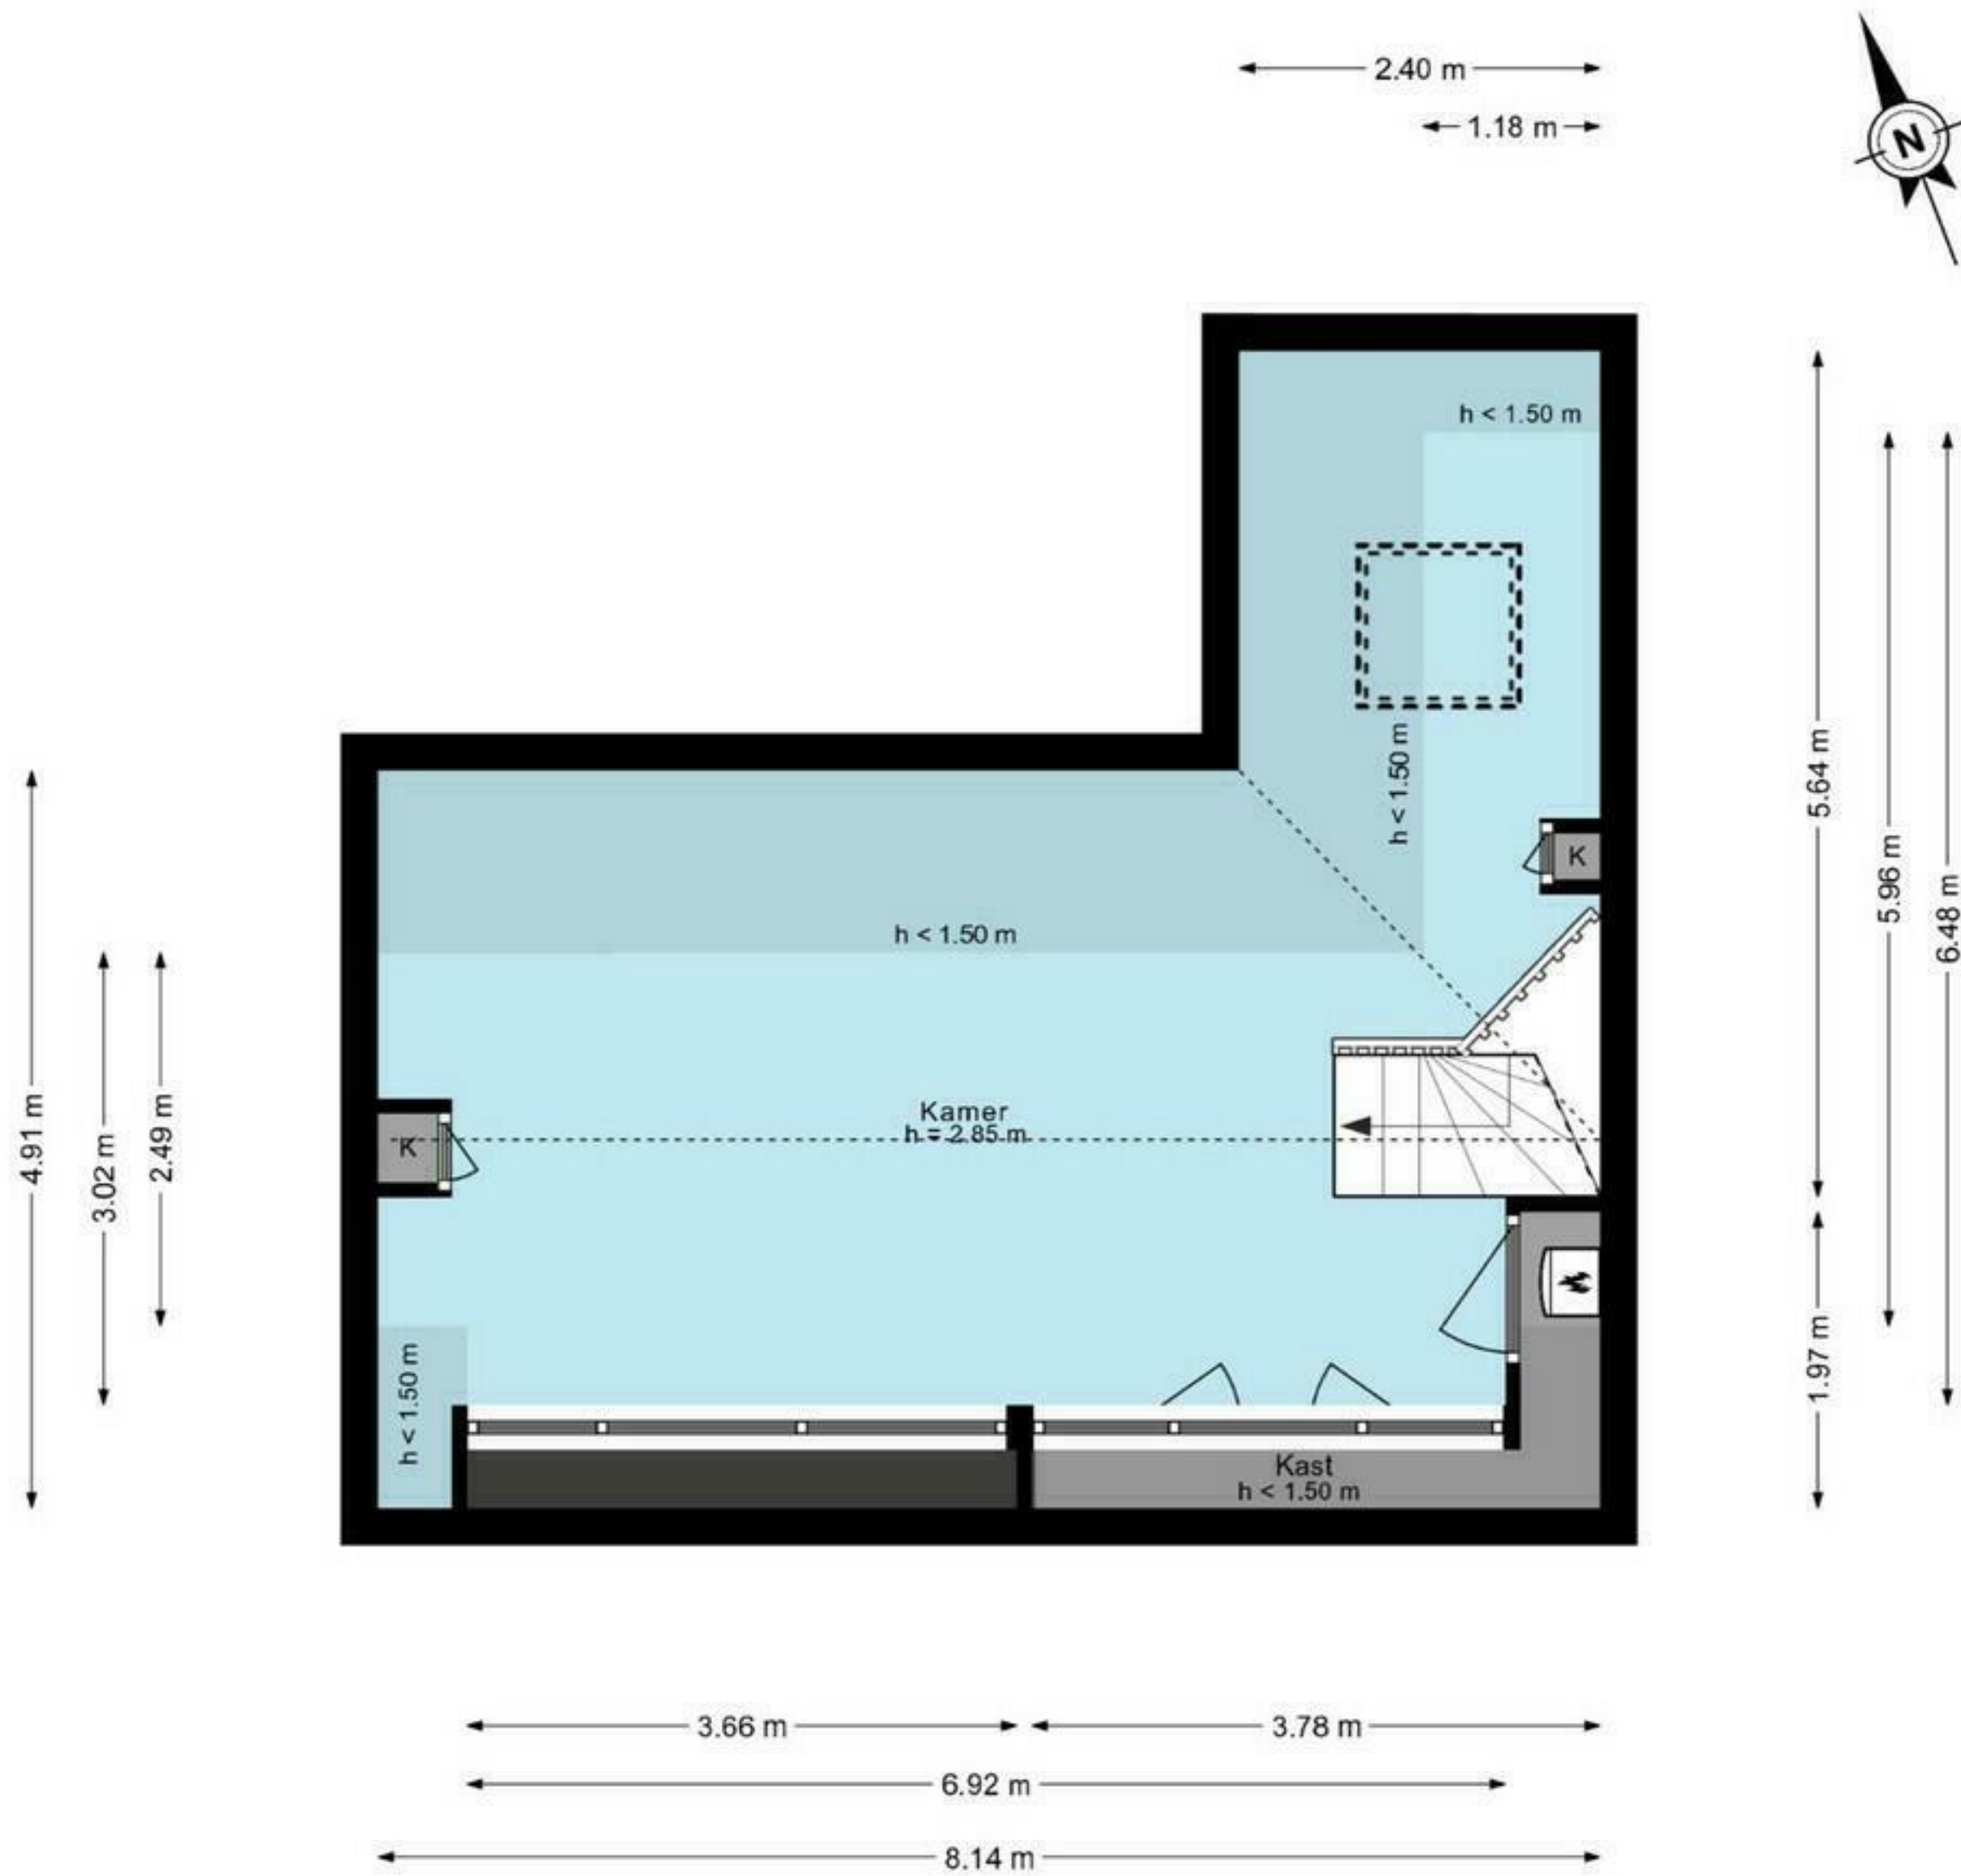 2.40 m
1.18 m
N
h < 1.50 m
h < 1.50 m
5.64 m
K
5.96 m
6.48 m
h < 1.50 m
4.91 m
3.02 m
2.49 m
K
Kamer
h = 2.85 m
h < 1.50 m
1.97 m
Kast
h < 1.50 m
3.66 m
3.78 m
6.92 m
8.14 m